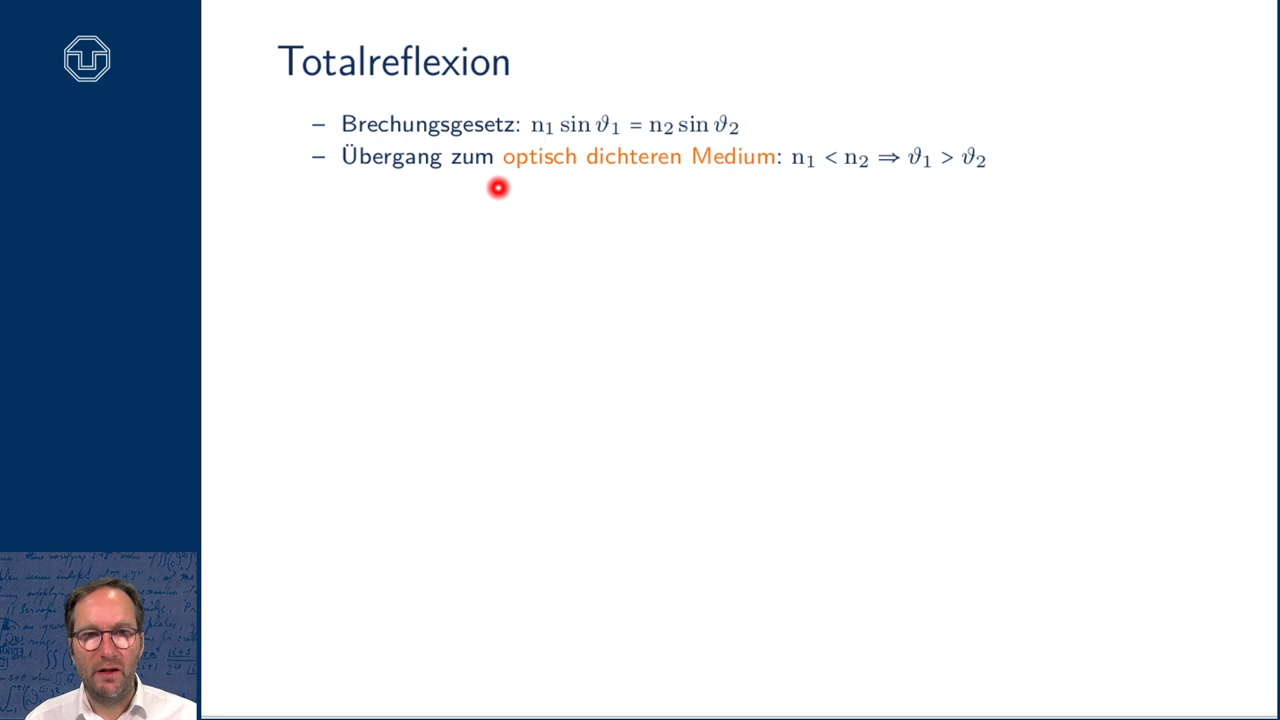 Totalreflexion
– Brechungsgesetz: n₁ sin ϑ₁ = n₂ sin ϑ₂
– Übergang zum optisch dichteren Medium: n₁ < n₂ ⇒ ϑ₁ > ϑ₂